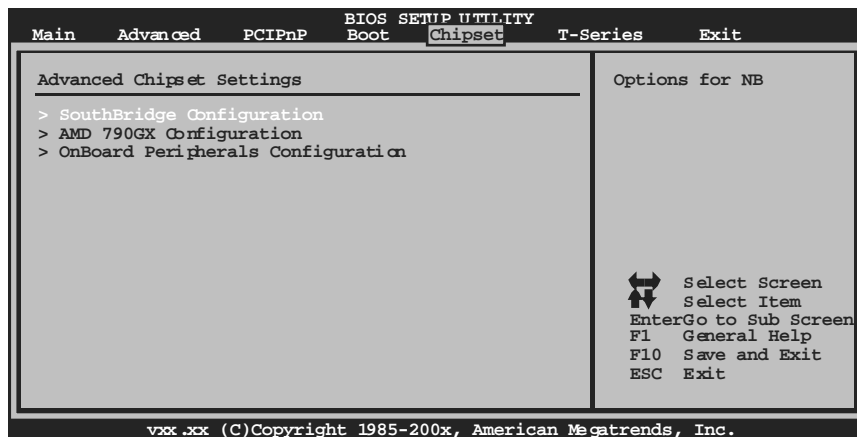 BIOS SETUP UTILITY
Main Advanced PCIPnP Boot Chipset T-Series Exit
Advanced Chipset Settings
> SouthBridge Configuration
> AMD 790GX Configuration
> OnBoard Peripherals Configuration
Options for NB
Select Screen
Select Item
EnterGo to Sub Screen
F1 General Help
F10 Save and Exit
ESC Exit
vxx.xx (C)Copyright 1985-200x, American Megatrends, Inc.